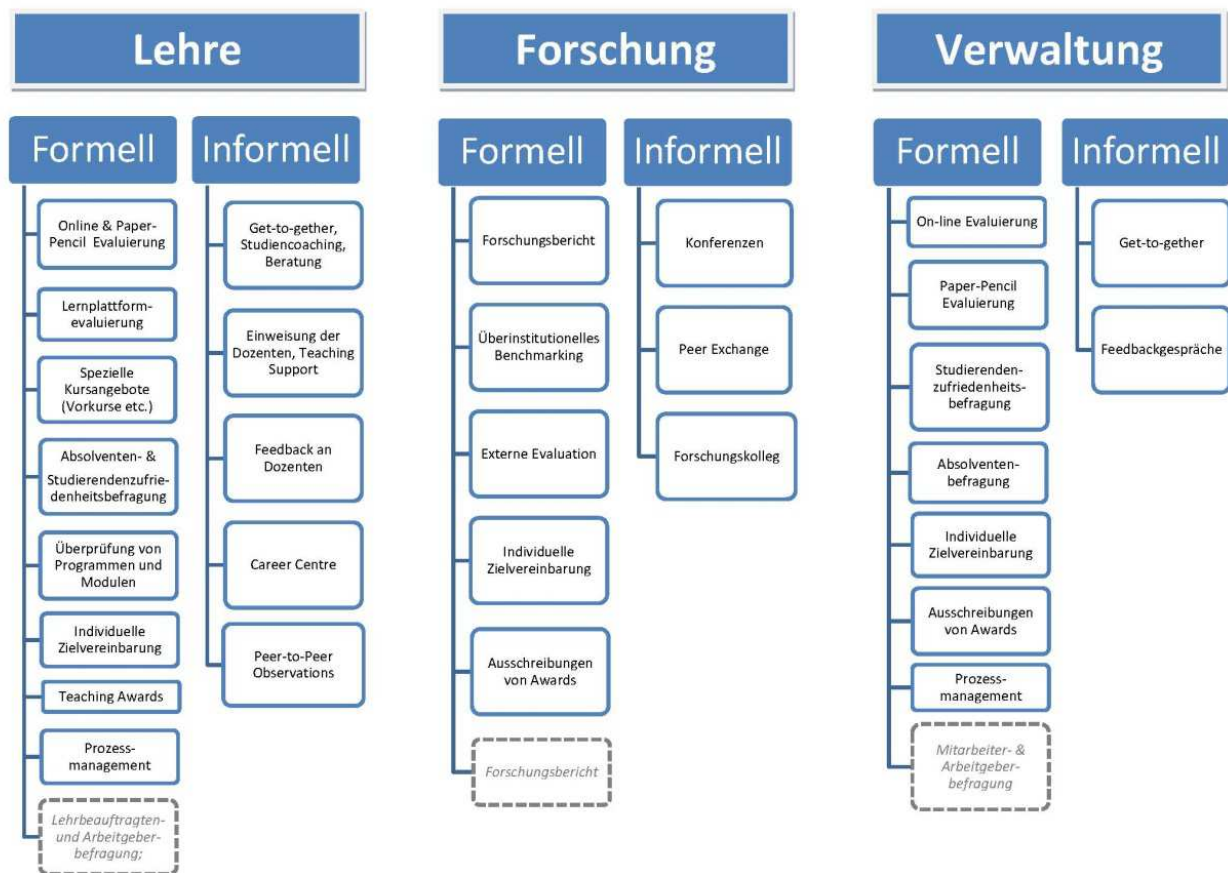 Lehre
Formell
Online & Paper-
Pencil Evaluierung
Lernplattform-
evaluierung
Spezielle
Kursangebote
(Vorkurse etc.)
Absolventen- &
Studierendenzufrie-
denheitsbefragung
Überprüfung von
Programmen und
Modulen
Individuelle
Zielvereinbarung
Teaching Awards
Prozess-
management
Lehrbeauftragten-
und Arbeitgeber-
befragung;
Informell
Get-to-gether,
Studiencoaching,
Beratung
Einweisung der
Dozenten, Teaching
Support
Feedback an
Dozenten
Career Centre
Peer-to-Peer
Observations
Forschung
Formell
Forschungsbericht
Überinstitutionelles
Benchmarking
Externe Evaluation
Individuelle
Zielvereinbarung
Ausschreibungen
von Awards
Forschungsbericht
Informell
Konferenzen
Peer Exchange
Forschungskolleg
Verwaltung
Formell
On-line Evaluierung
Paper-Pencil
Evaluierung
Studierenden-
zufriedenheits-
befragung
Absolventen-
befragung
Individuelle
Zielvereinbarung
Ausschreibungen
von Awards
Prozess-
management
Mitarbeiter- &
Arbeitgeber-
befragung
Informell
Get-to-gether
Feedbackgespräche